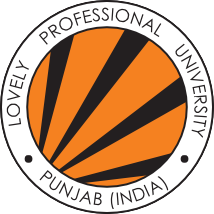 LOVELY PROFESSIONAL UNIVERSITY
PUNJAB (INDIA)